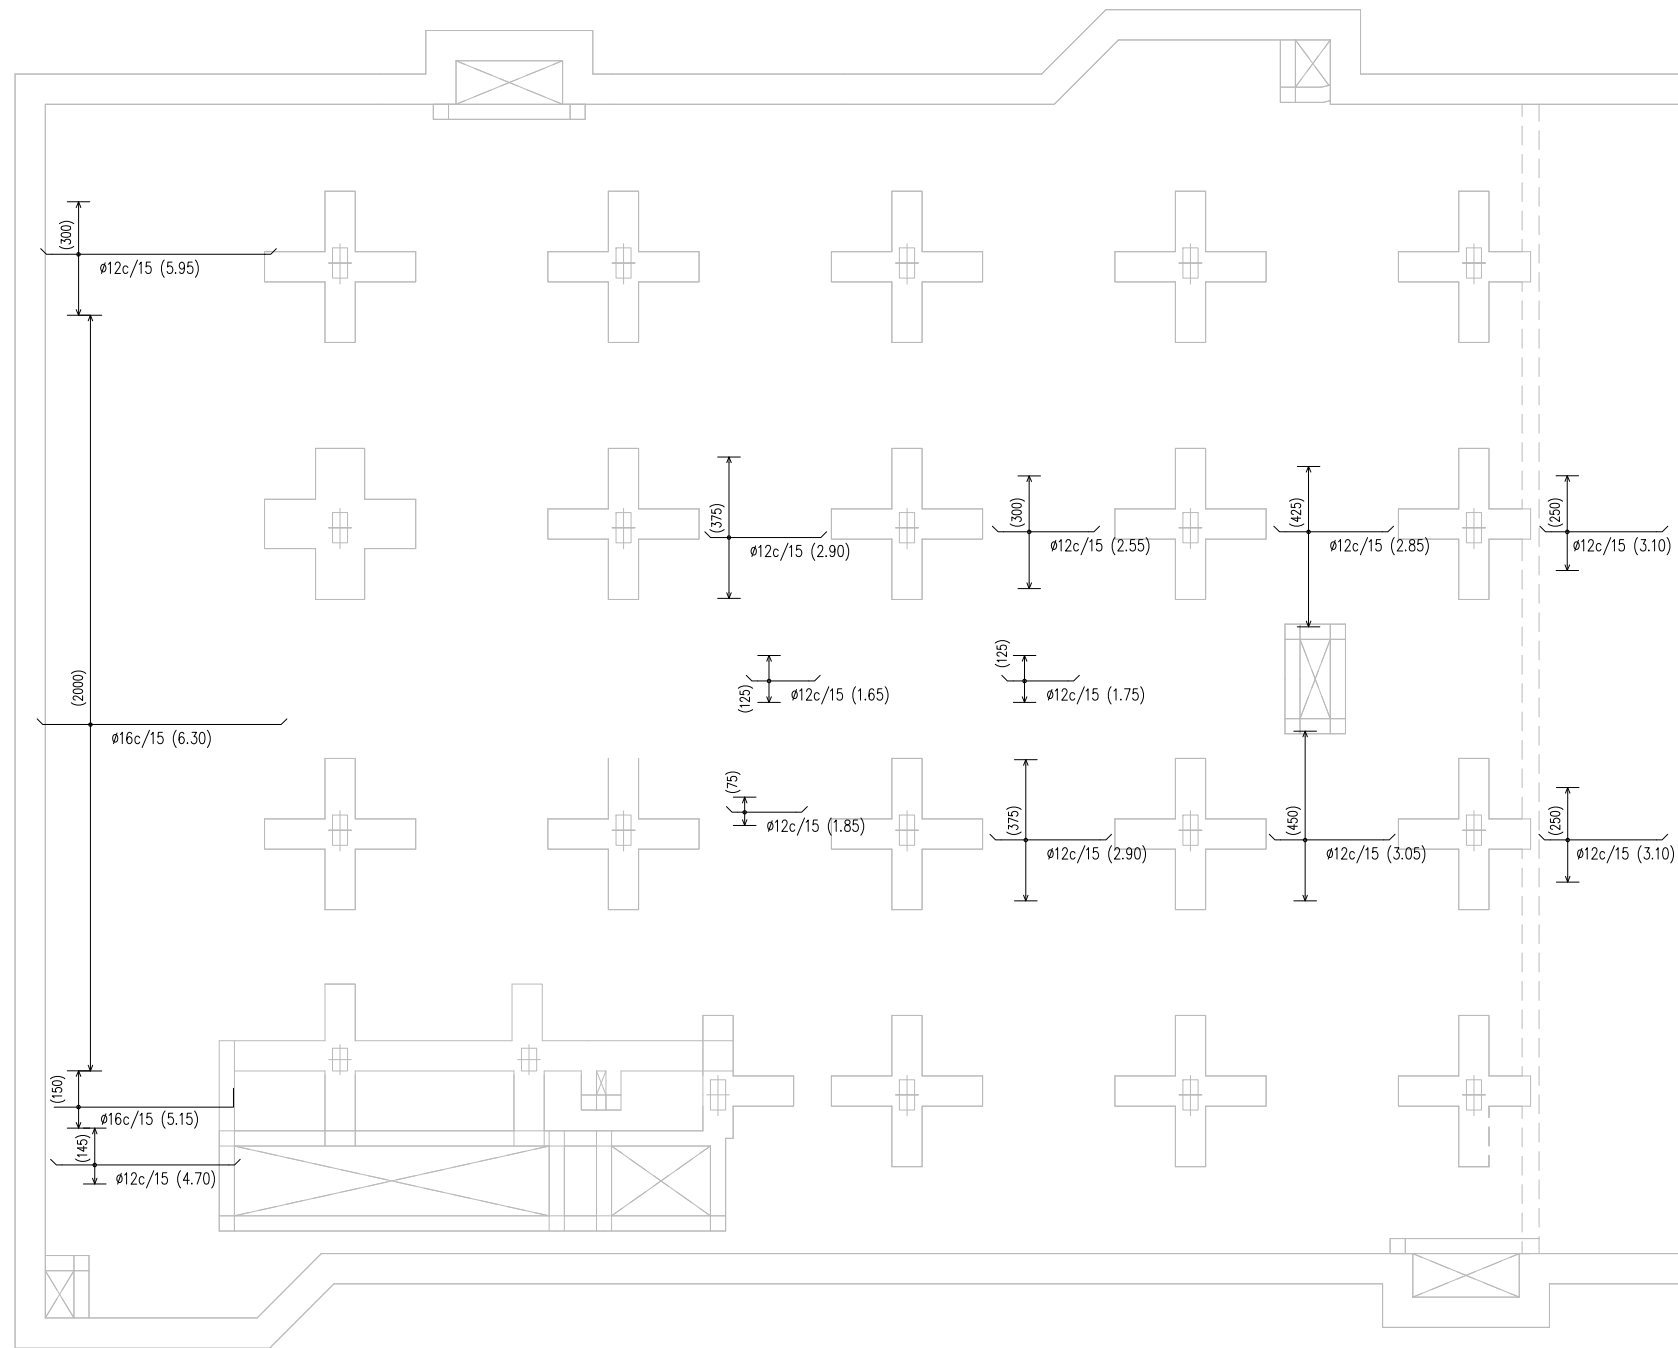 (300)
ø12c/15 (5.95)
(375)
ø12c/15 (2.90)
(300)
ø12c/15 (2.55)
(425)
ø12c/15 (2.85)
(250)
ø12c/15 (3.10)
(2000)
ø16c/15 (6.30)
(125)
ø12c/15 (1.65)
(125)
ø12c/15 (1.75)
(75)
ø12c/15 (1.85)
(375)
ø12c/15 (2.90)
(450)
ø12c/15 (3.05)
(250)
ø12c/15 (3.10)
(150)
ø16c/15 (5.15)
(145)
ø12c/15 (4.70)